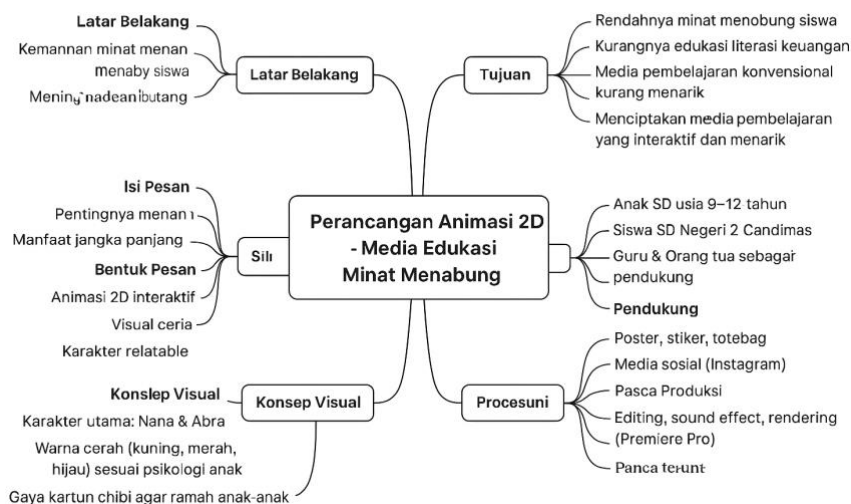 Latar Belakang
Kemannan minat menan
menaby siswa
Latar Belakang
Isi Pesan
Pentingnya
Manfaat jangka panjang
Bentuk Pesan
Animasi 2D interaktif
Visual ceria
Karakter relatable
Konslep Visual
Karakter utama: Nana & Abra
Warna cerah (kuning, merah,
hijau) sesuai psikologi anak
Gaya kartun chibi agar ramah anak-anak
Konsep Visual
Perancangan Animasi 2D
- Media Edukasi
Minat Menabung
Tujuan
Rendahnya minat menobung siswa
Kurangnya edukasi literasi keuangan
Media pembelajaran konvensional
kurang menarik
Menciptakan media pembelajaran
yang interaktif dan menarik
Anak SD usia 9–12 tahun
Siswa SD Negeri 2 Candimas
Guru & Orang tua sebagai
pendukung
Pendukung
Procesuni
Poster, stiker, totebag
Media sosial (Instagram)
Pasca Produksi
Editing, sound effect, rendering
(Premiere Pro)